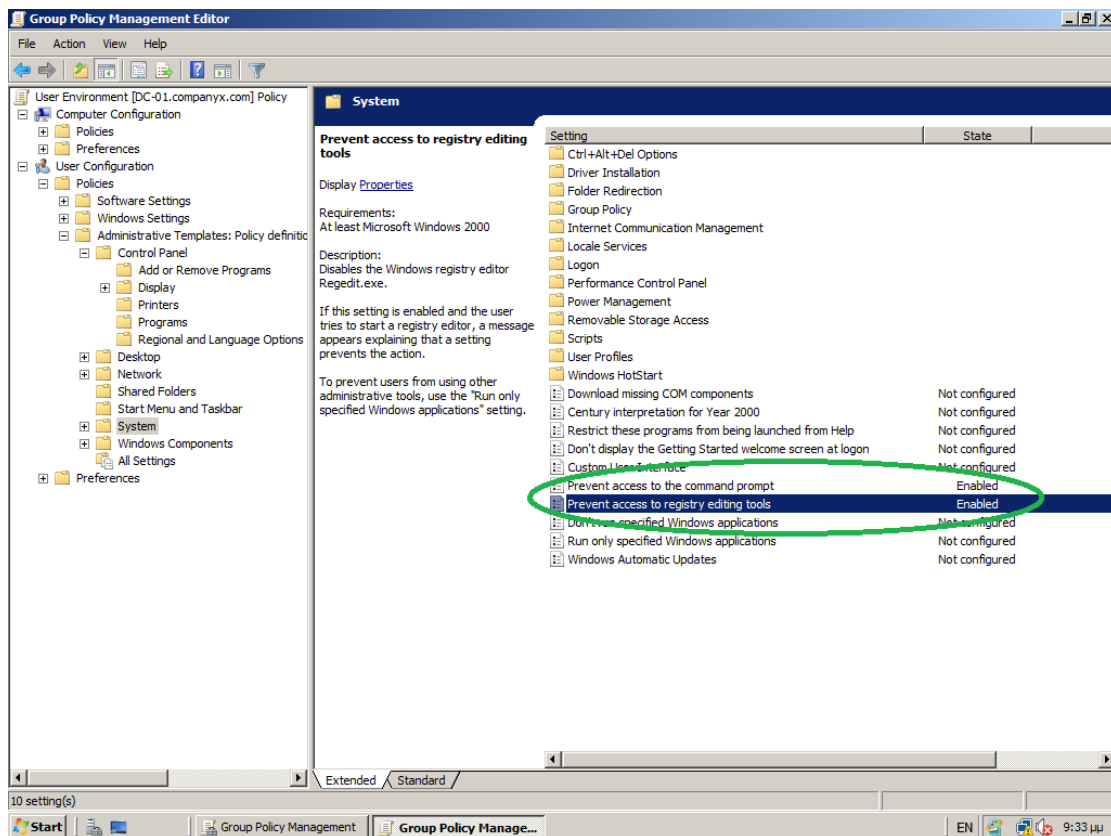 Group Policy Management Editor
File Action View Help
User Environment [DC-01.companyx.com] Policy
Computer Configuration
Policies
Preferences
User Configuration
Policies
Software Settings
Windows Settings
Administrative Templates: Policy definitic
Control Panel
Add or Remove Programs
Display
Printers
Programs
Regional and Language Options
Desktop
Network
Shared Folders
Start Menu and Taskbar
System
Windows Components
All Settings
Preferences
System
Prevent access to registry editing
tools
Display Properties
Requirements:
At least Microsoft Windows 2000
Description:
Disables the Windows registry editor
Regedit.exe.
If this setting is enabled and the user
tries to start a registry editor, a message
appears explaining that a setting
prevents the action.
To prevent users from using other
administrative tools, use the "Run only
specified Windows applications" setting.
Setting State
Ctrl+Alt+Del Options
Driver Installation
Folder Redirection
Group Policy
Internet Communication Management
Locale Services
Logon
Performance Control Panel
Power Management
Removable Storage Access
Scripts
User Profiles
Windows HotStart
Download missing COM components Not configured
Century interpretation for Year 2000 Not configured
Restrict these programs from being launched from Help Not configured
Don't display the Getting Started welcome screen at logon Not configured
Custom User Interface Not configured
Prevent access to the command prompt Enabled
Prevent access to registry editing tools Enabled
Don't run specified Windows applications Not configured
Run only specified Windows applications Not configured
Windows Automatic Updates Not configured
Extended Standard
10 setting(s)
Start Group Policy Management Group Policy Manage... EN 9:33 μμ